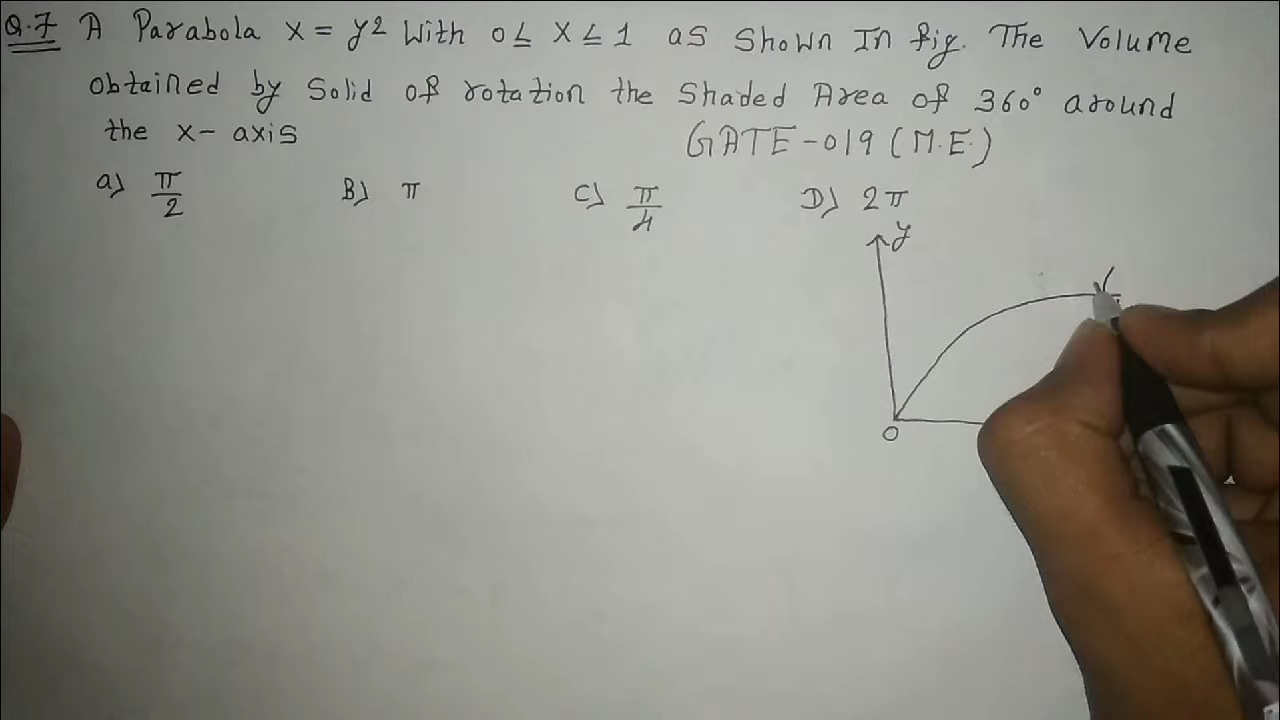 Q.7 A Parabola x = y² With 0 ≤ x ≤ 1 as Shown In fig. The Volume
obtained by Solid of rotation the Shaded Area of 360° around
the x-axis GATE-019 (M.E.)
a) π/2 B) π C) π/4 D) 2π
y
(
O